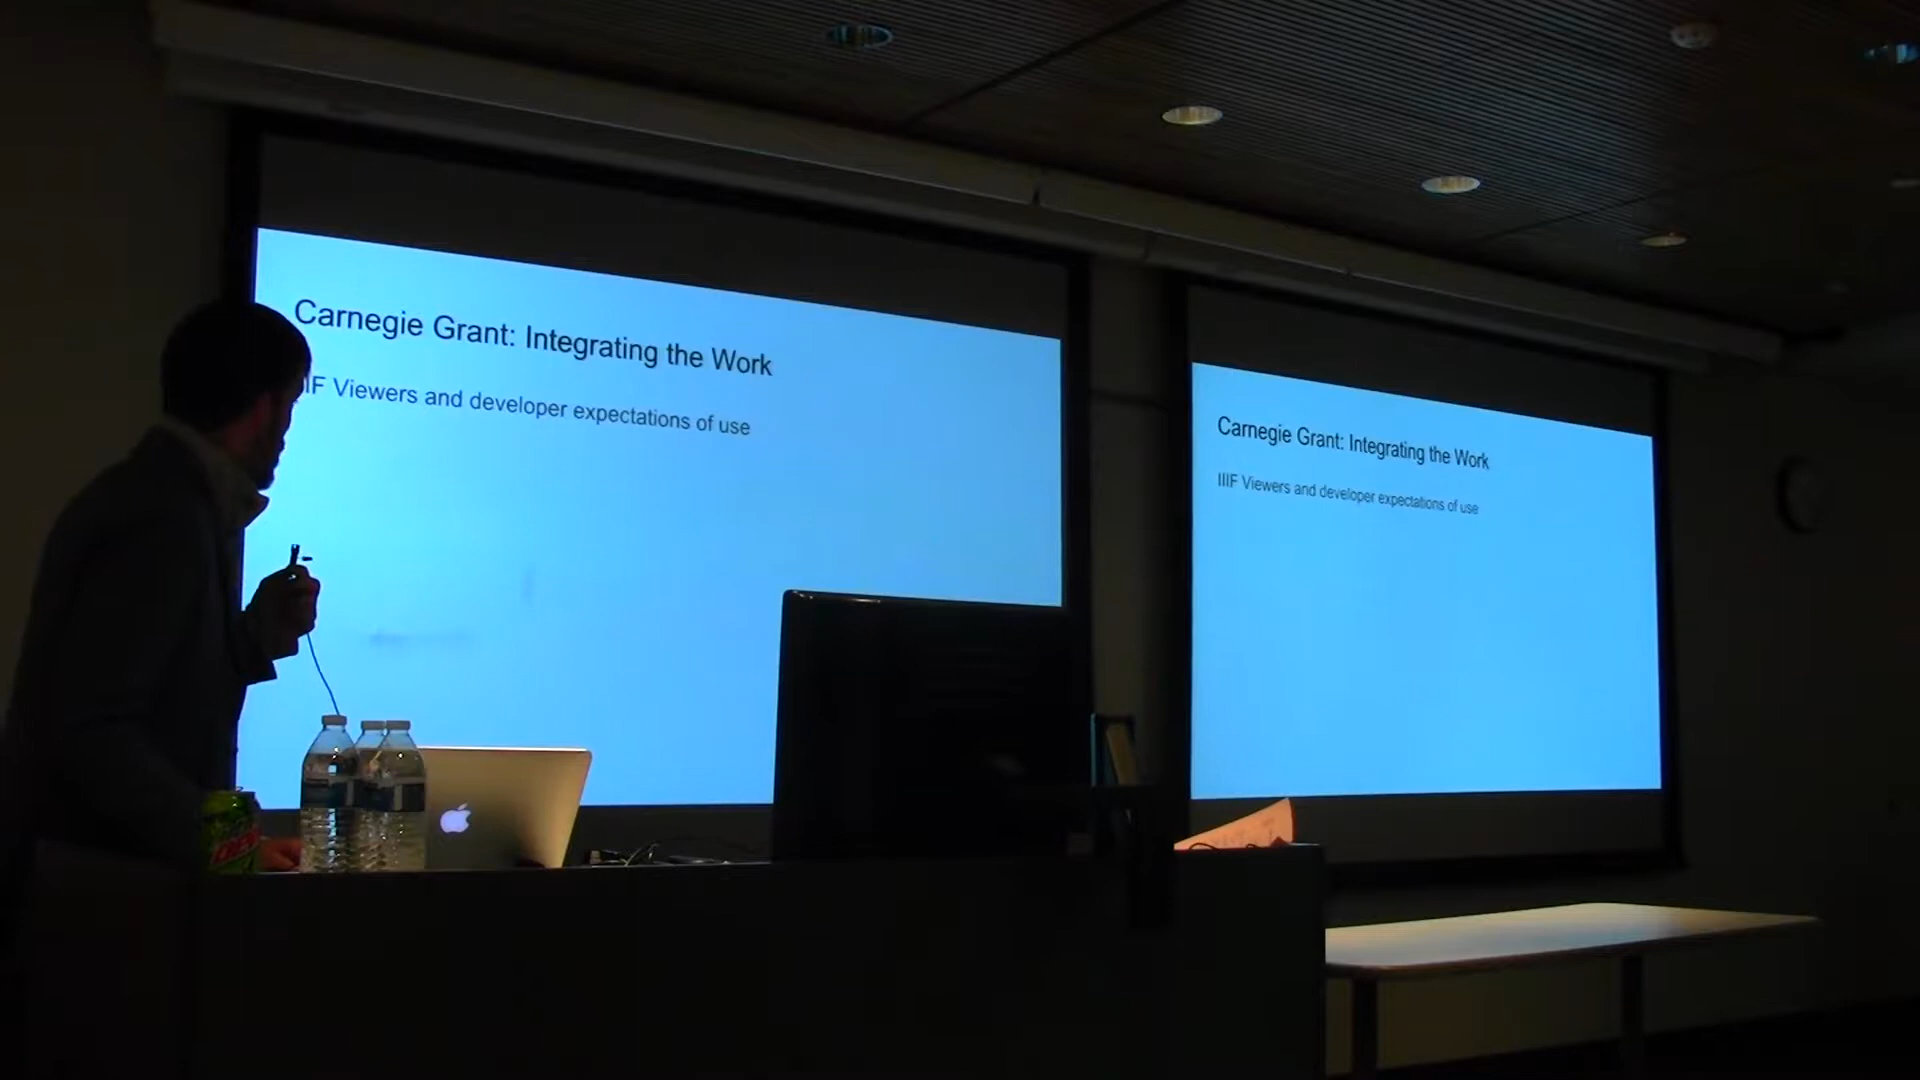 Carnegie Grant: Integrating the Work
IF Viewers and developer expectations of use
Carnegie Grant: Integrating the Work
IIIF Viewers and developer expectations of use
DEW